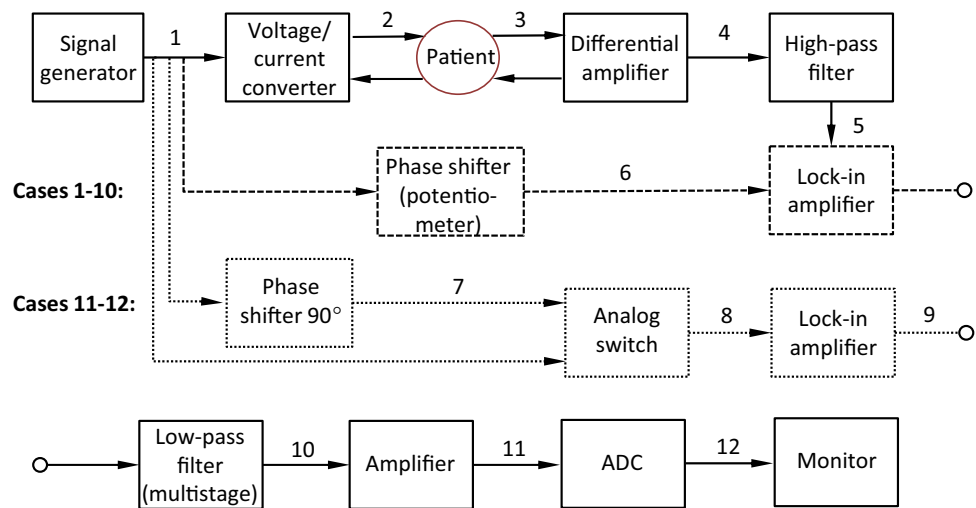 Signal
generator
1
Voltage/
current
converter
2
Patient
3
Differential
amplifier
4
High-pass
filter
5
Cases 1-10:
Phase shifter
(potentio-
meter)
6
Lock-in
amplifier
Cases 11-12:
Phase
shifter 90°
7
Analog
switch
8
Lock-in
amplifier
9
Low-pass
filter
(multistage)
10
Amplifier
11
ADC
12
Monitor